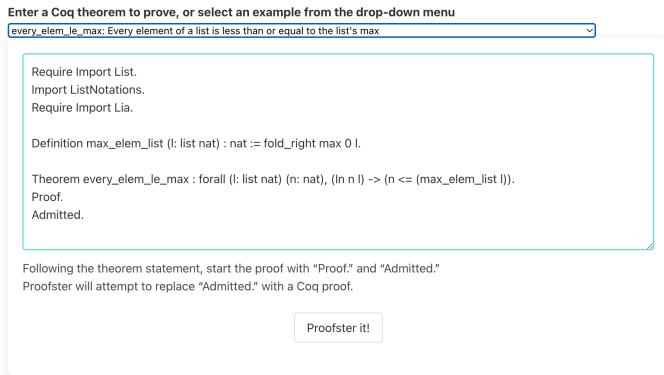 Enter a Coq theorem to prove, or select an example from the drop-down menu
every_elem_le_max: Every element of a list is less than or equal to the list's max
Require Import List.
Import ListNotations.
Require Import Lia.
Definition max_elem_list (l: list nat) : nat := fold_right max 0 l.
Theorem every_elem_le_max : forall (l: list nat) (n: nat), (In n l) -> (n <= (max_elem_list l)).
Proof.
Admitted.
Following the theorem statement, start the proof with “Proof.” and “Admitted.”
Proofster will attempt to replace “Admitted.” with a Coq proof.
Proofster it!